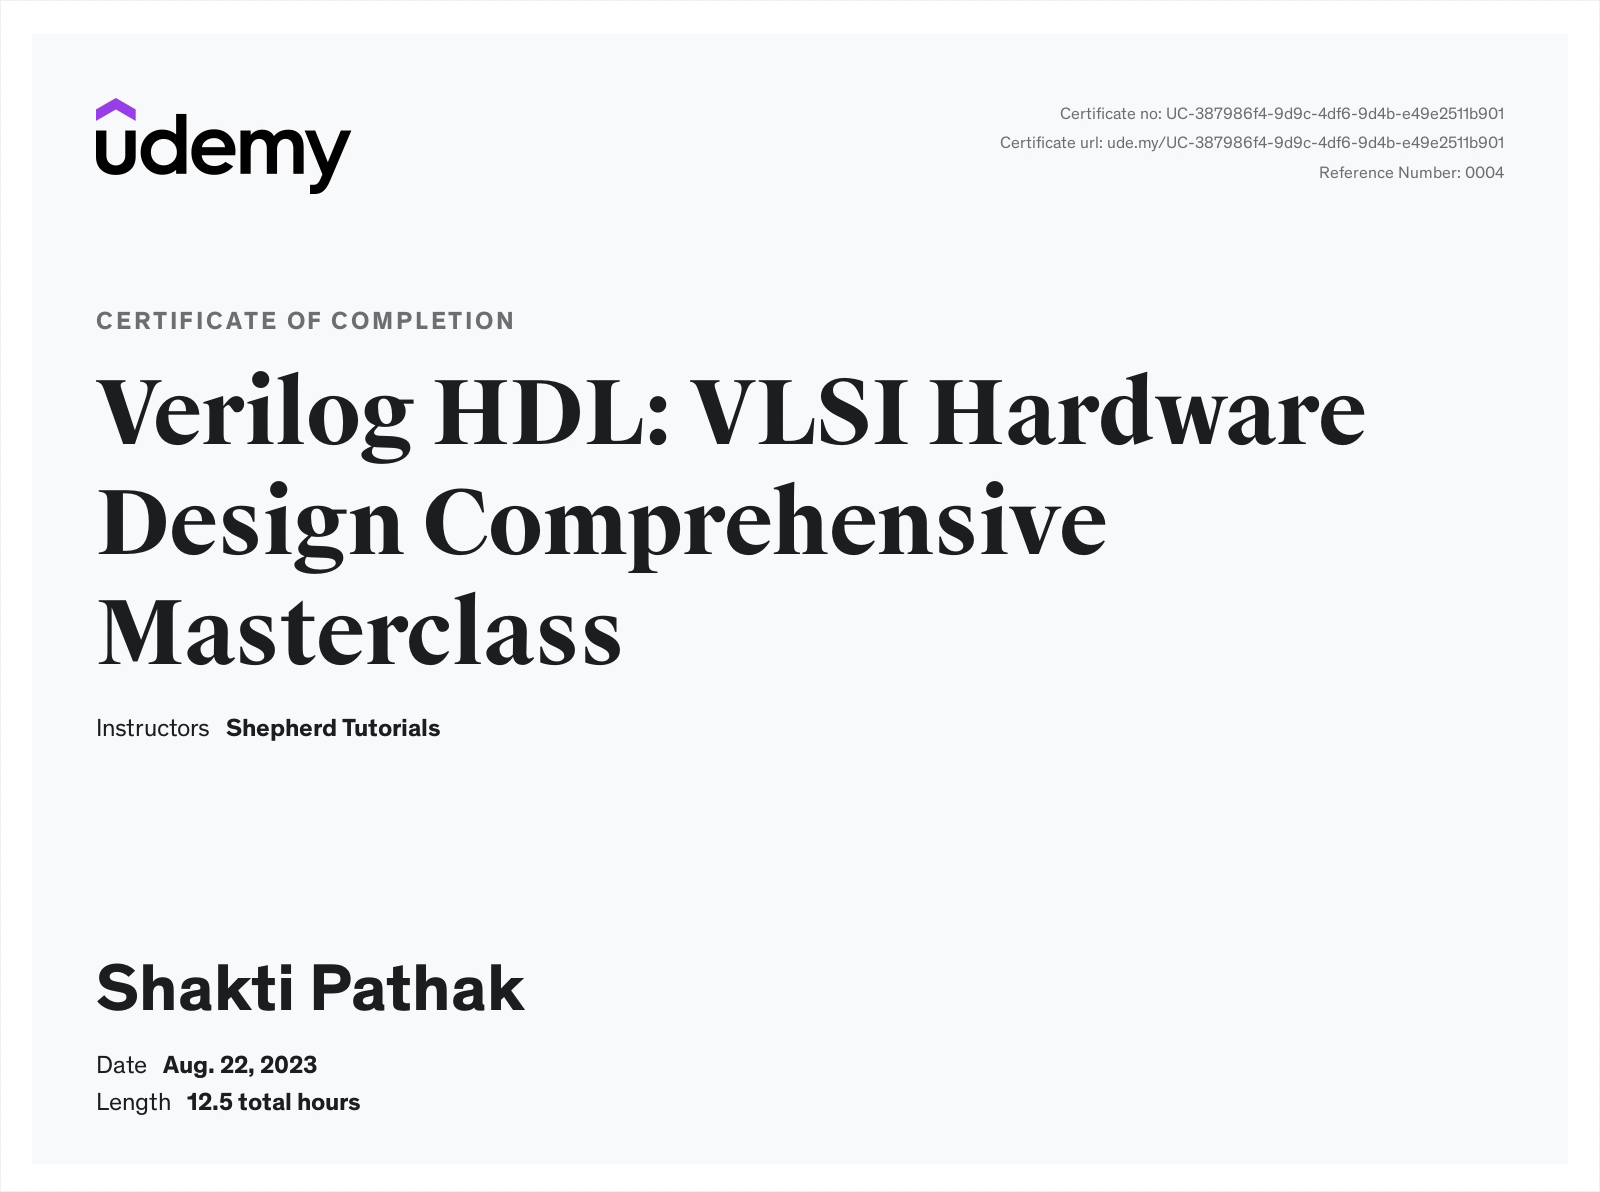 udemy
Certificate no: UC-387986f4-9d9c-4df6-9d4b-e49e2511b901
Certificate url: ude.my/UC-387986f4-9d9c-4df6-9d4b-e49e2511b901
Reference Number: 0004
CERTIFICATE OF COMPLETION
Verilog HDL: VLSI Hardware
Design Comprehensive
Masterclass
Instructors Shepherd Tutorials
Shakti Pathak
Date Aug. 22, 2023
Length 12.5 total hours